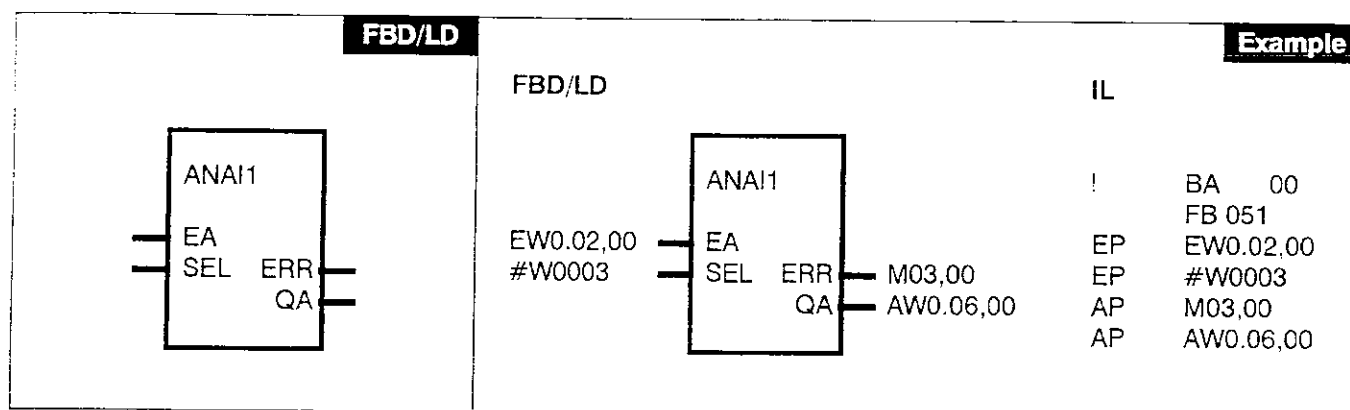 FBD/LD
ANAI1
EA
SEL ERR
QA
Example
FBD/LD
ANAI1
EW0.02,00 EA
#W0003 SEL ERR M03,00
QA AW0.06,00
IL
! BA 00
FB 051
EP EW0.02,00
EP #W0003
AP M03,00
AP AW0.06,00